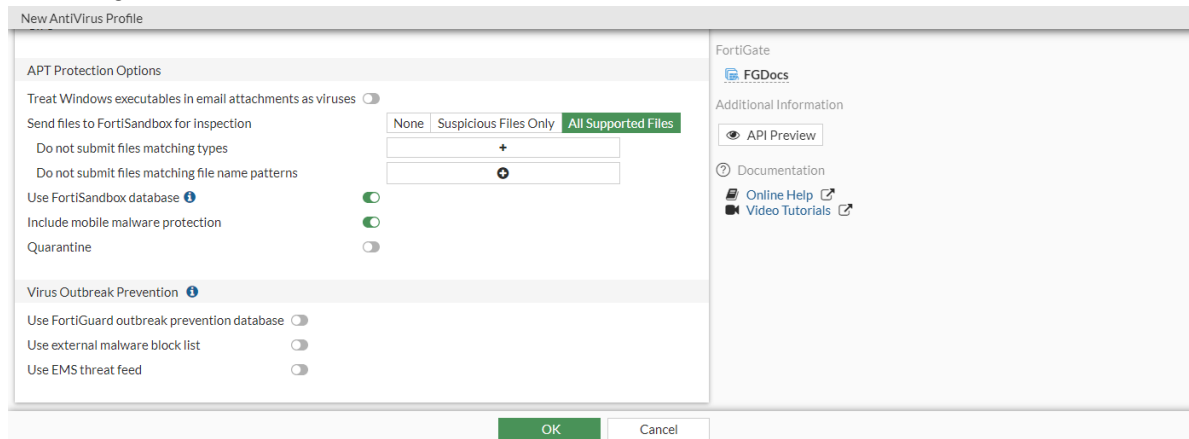 New AntiVirus Profile
APT Protection Options
Treat Windows executables in email attachments as viruses
Send files to FortiSandbox for inspection
None Suspicious Files Only All Supported Files
Do not submit files matching types
+
Do not submit files matching file name patterns
Use FortiSandbox database
Include mobile malware protection
Quarantine
Virus Outbreak Prevention
Use FortiGuard outbreak prevention database
Use external malware block list
Use EMS threat feed
FortiGate
FGDocs
Additional Information
API Preview
Documentation
Online Help
Video Tutorials
OK
Cancel